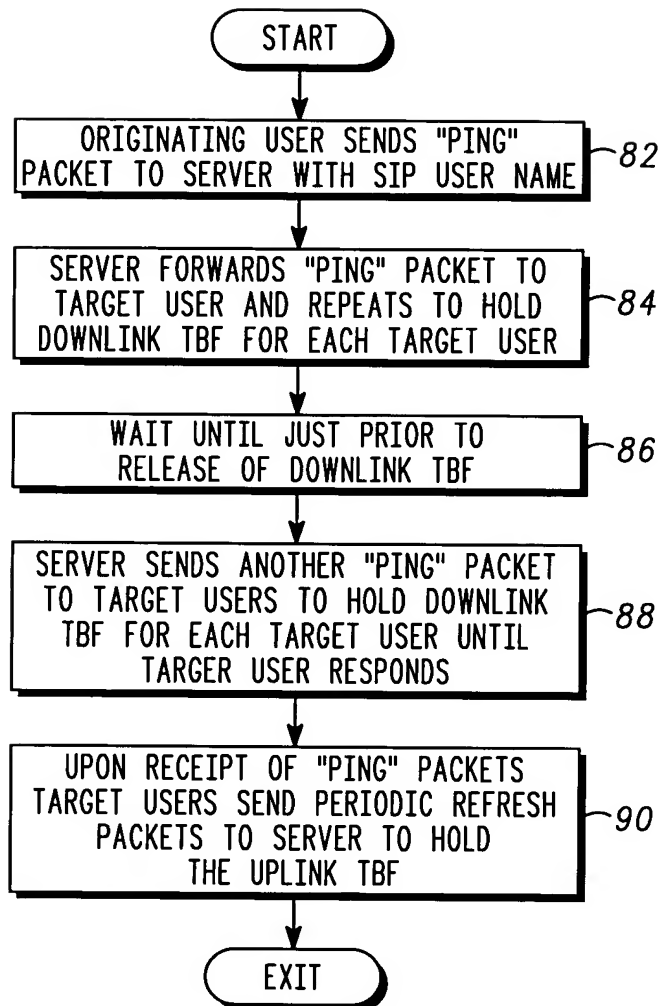 START
ORIGINATING USER SENDS "PING"
PACKET TO SERVER WITH SIP USER NAME
82
SERVER FORWARDS "PING" PACKET TO
TARGET USER AND REPEATS TO HOLD
DOWNLINK TBF FOR EACH TARGET USER
84
WAIT UNTIL JUST PRIOR TO
RELEASE OF DOWNLINK TBF
86
SERVER SENDS ANOTHER "PING" PACKET
TO TARGET USERS TO HOLD DOWNLINK
TBF FOR EACH TARGET USER UNTIL
TARGER USER RESPONDS
88
UPON RECEIPT OF "PING" PACKETS
TARGET USERS SEND PERIODIC REFRESH
PACKETS TO SERVER TO HOLD
THE UPLINK TBF
90
EXIT